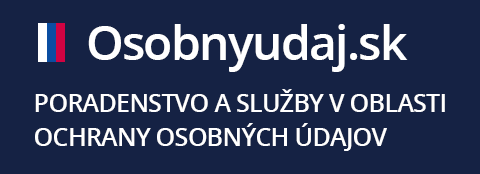 Osobnyudaj.sk
PORADENSTVO A SLUŽBY V OBLASTI
OCHRANY OSOBNÝCH ÚDAJOV